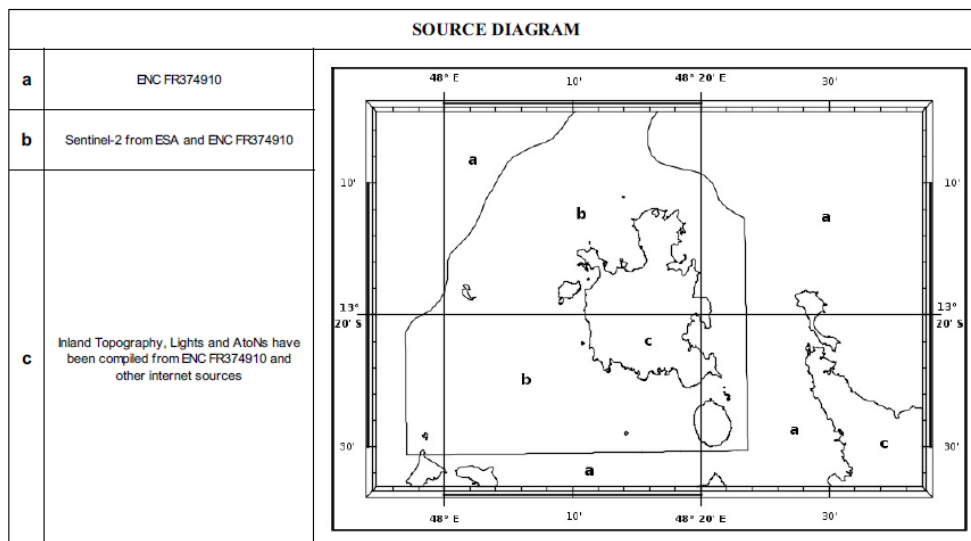 SOURCE DIAGRAM
a
ENC FR374910
b
Sentinel-2 from ESA and ENC FR374910
c
Inland Topography, Lights and AtoNs have
been compiled from ENC FR374910 and
other internet sources
48° E
10'
48° 20' E
30'
a
10'
10'
b
a
13°
20' S
13°
20' S
c
b
a
30'
30'
c
a
48° E
10'
48° 20' E
30'